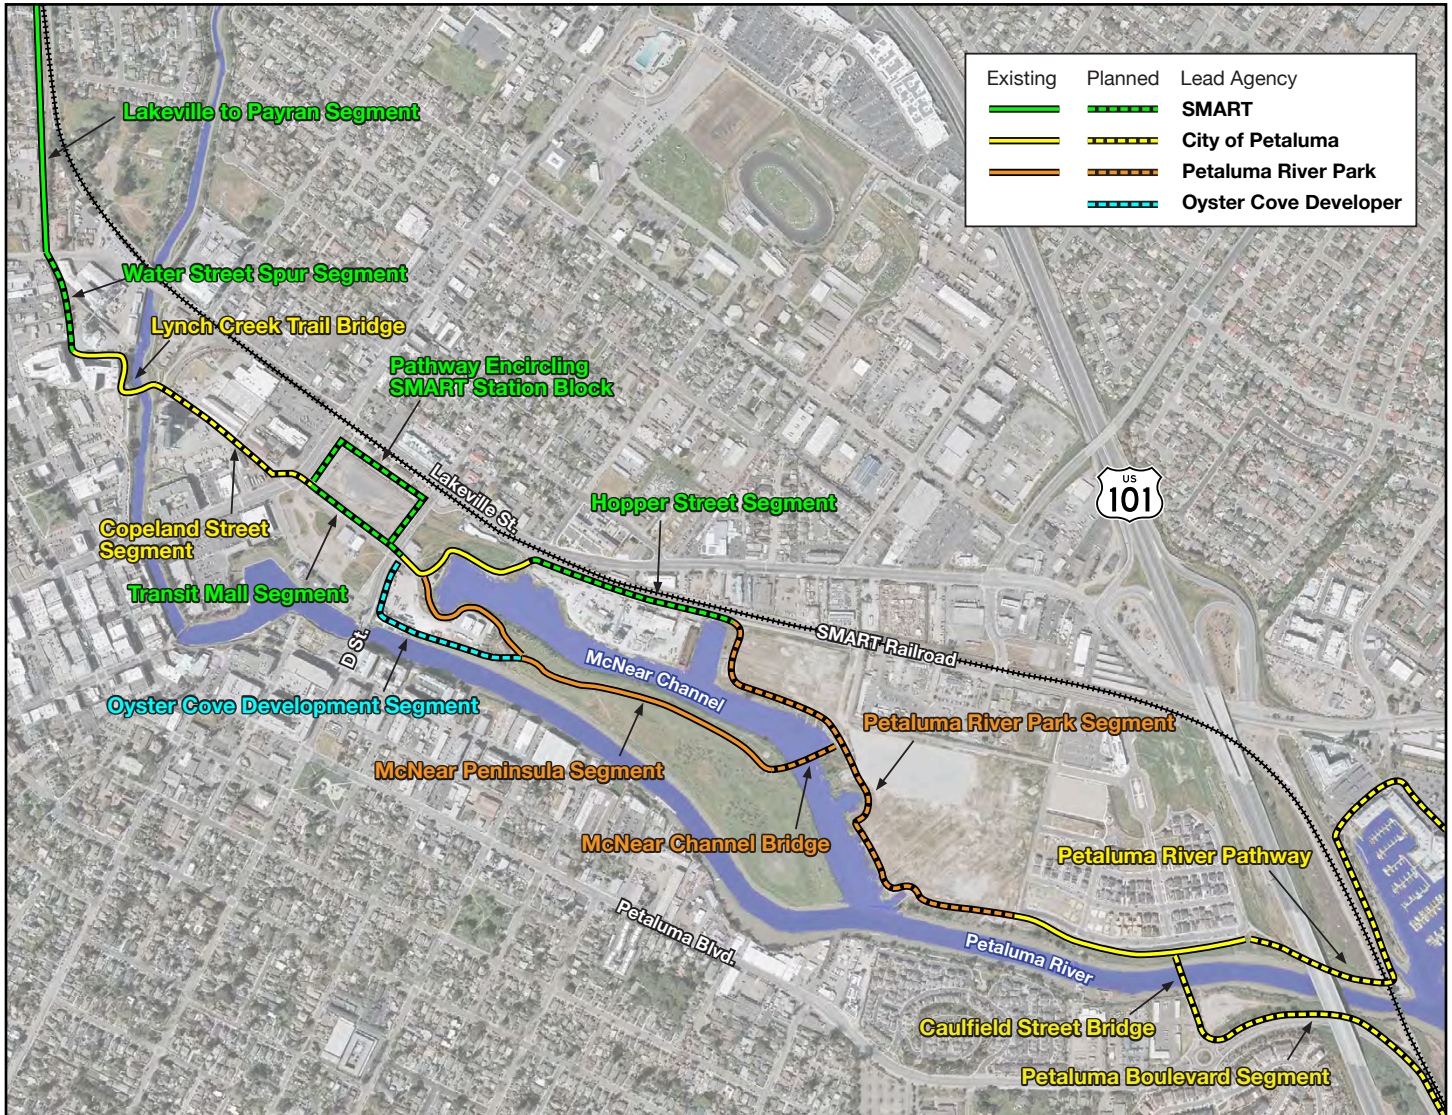 Existing Planned Lead Agency
SMART
City of Petaluma
Petaluma River Park
Oyster Cove Developer
Lakeville to Payran Segment
Water Street Spur Segment
Lynch Creek Trail Bridge
Pathway Encircling
SMART Station Block
Lakeville St.
Hopper Street Segment
US
101
Copeland Street
Segment
Transit Mall Segment
D St.
SMART Railroad
McNear Channel
Oyster Cove Development Segment
Petaluma River Park Segment
McNear Peninsula Segment
McNear Channel Bridge
Petaluma River Pathway
Petaluma Blvd.
Petaluma River
Caulfield Street Bridge
Petaluma Boulevard Segment